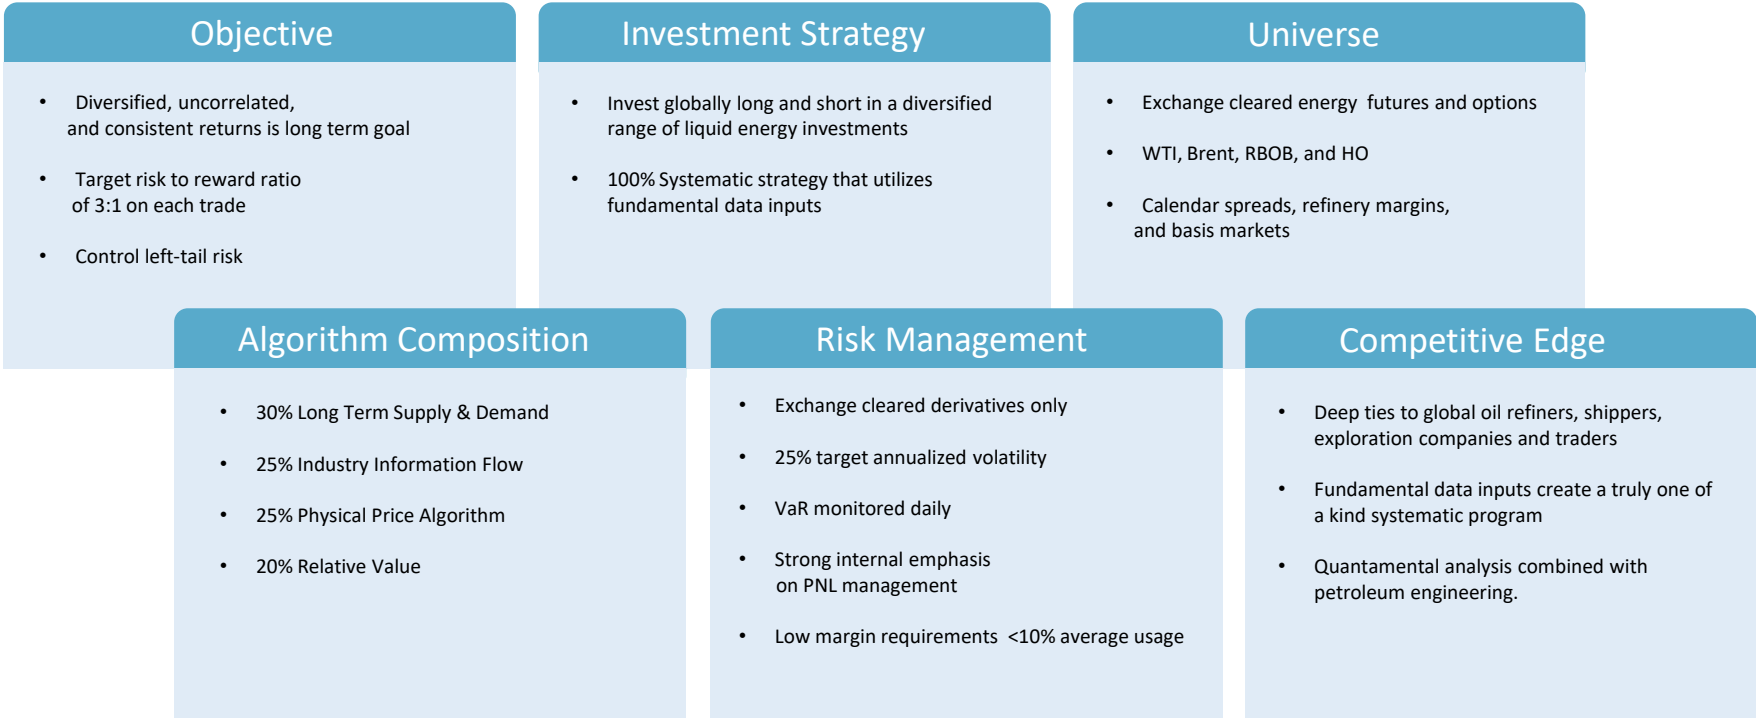 Objective
• Diversified, uncorrelated,
and consistent returns is long term goal
• Target risk to reward ratio
of 3:1 on each trade
• Control left-tail risk
Investment Strategy
• Invest globally long and short in a diversified
range of liquid energy investments
• 100% Systematic strategy that utilizes
fundamental data inputs
Universe
• Exchange cleared energy futures and options
• WTI, Brent, RBOB, and HO
• Calendar spreads, refinery margins,
and basis markets
Algorithm Composition
• 30% Long Term Supply & Demand
• 25% Industry Information Flow
• 25% Physical Price Algorithm
• 20% Relative Value
Risk Management
• Exchange cleared derivatives only
• 25% target annualized volatility
• VaR monitored daily
• Strong internal emphasis
on PNL management
• Low margin requirements <10% average usage
Competitive Edge
• Deep ties to global oil refiners, shippers,
exploration companies and traders
• Fundamental data inputs create a truly one of
a kind systematic program
• Quantamental analysis combined with
petroleum engineering.